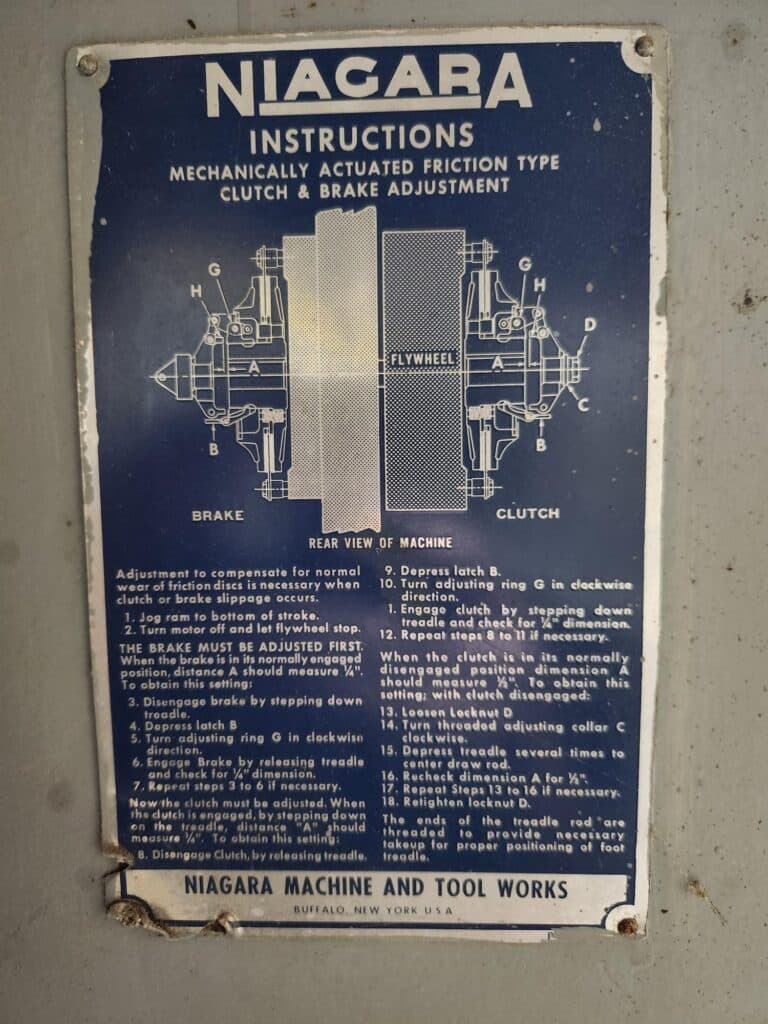 NIAGARA
INSTRUCTIONS
MECHANICALLY ACTUATED FRICTION TYPE
CLUTCH & BRAKE ADJUSTMENT
G
H
A
B
FLYWHEEL
G
H
D
A
C
B
BRAKE
CLUTCH
REAR VIEW OF MACHINE
Adjustment to compensate for normal
wear of friction discs is necessary when
clutch or brake slippage occurs.
1. Jog ram to bottom of stroke.
2. Turn motor off and let flywheel stop.
THE BRAKE MUST BE ADJUSTED FIRST.
When the brake is in its normally engaged
position, distance A should measure ¼".
To obtain this setting:
3. Disengage brake by stepping down
treadle.
4. Depress latch B
5. Turn adjusting ring G in clockwise
direction.
6. Engage Brake by releasing treadle
and check for ¼" dimension.
7. Repeat steps 3 to 6 if necessary.
Now the clutch must be adjusted. When
the clutch is engaged, by stepping down
on the treadle, distance "A" should
measure ¼". To obtain this setting:
8. Disengage Clutch, by releasing treadle.
9. Depress latch B.
10. Turn adjusting ring G in clockwise
direction.
1. Engage clutch by stepping down
treadle and check for ¼" dimension.
12. Repeat steps 8 to 11 if necessary.
When the clutch is in its normally
disengaged position dimension A
should measure ½". To obtain this
setting; with clutch disengaged:
13. Loosen Locknut D
14. Turn threaded adjusting collar C
clockwise.
15. Depress treadle several times to
center draw rod.
16. Recheck dimension A for ½".
17. Repeat Steps 13 to 16 if necessary.
18. Retighten locknut D.
The ends of the treadle rod are
threaded to provide necessary
takeup for proper positioning of foot
treadle.
NIAGARA MACHINE AND TOOL WORKS
BUFFALO, NEW YORK U S A